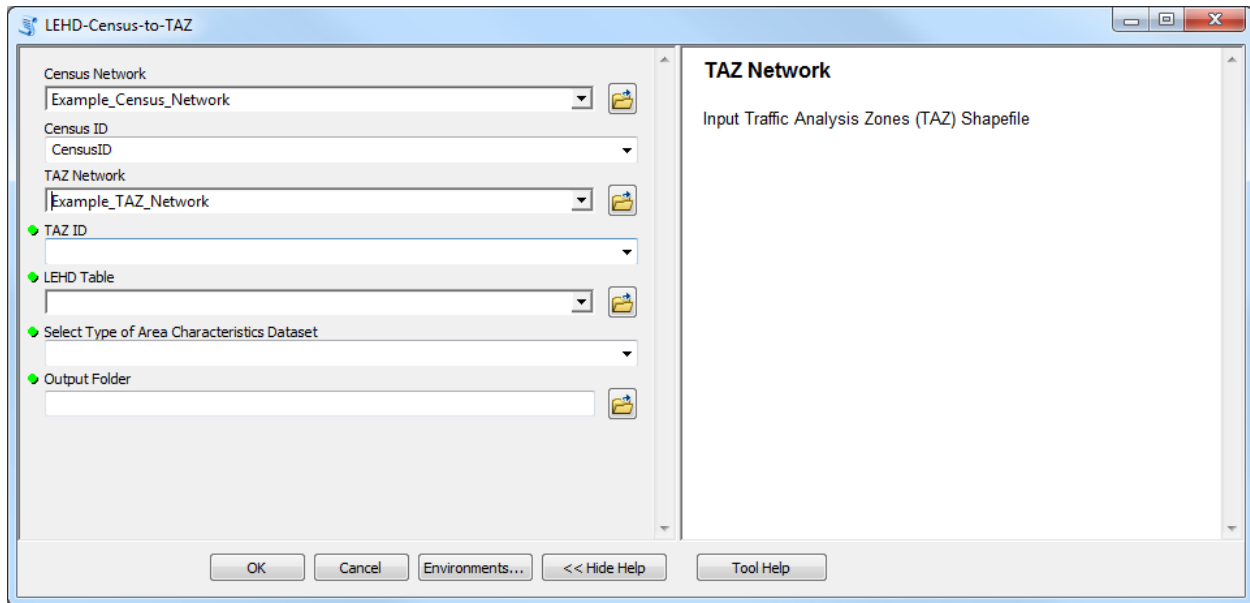 LEHD-Census-to-TAZ
Census Network
Example_Census_Network
Census ID
CensusID
TAZ Network
Example_TAZ_Network
TAZ ID
LEHD Table
Select Type of Area Characteristics Dataset
Output Folder
TAZ Network
Input Traffic Analysis Zones (TAZ) Shapefile
OK
Cancel
Environments...
<< Hide Help
Tool Help